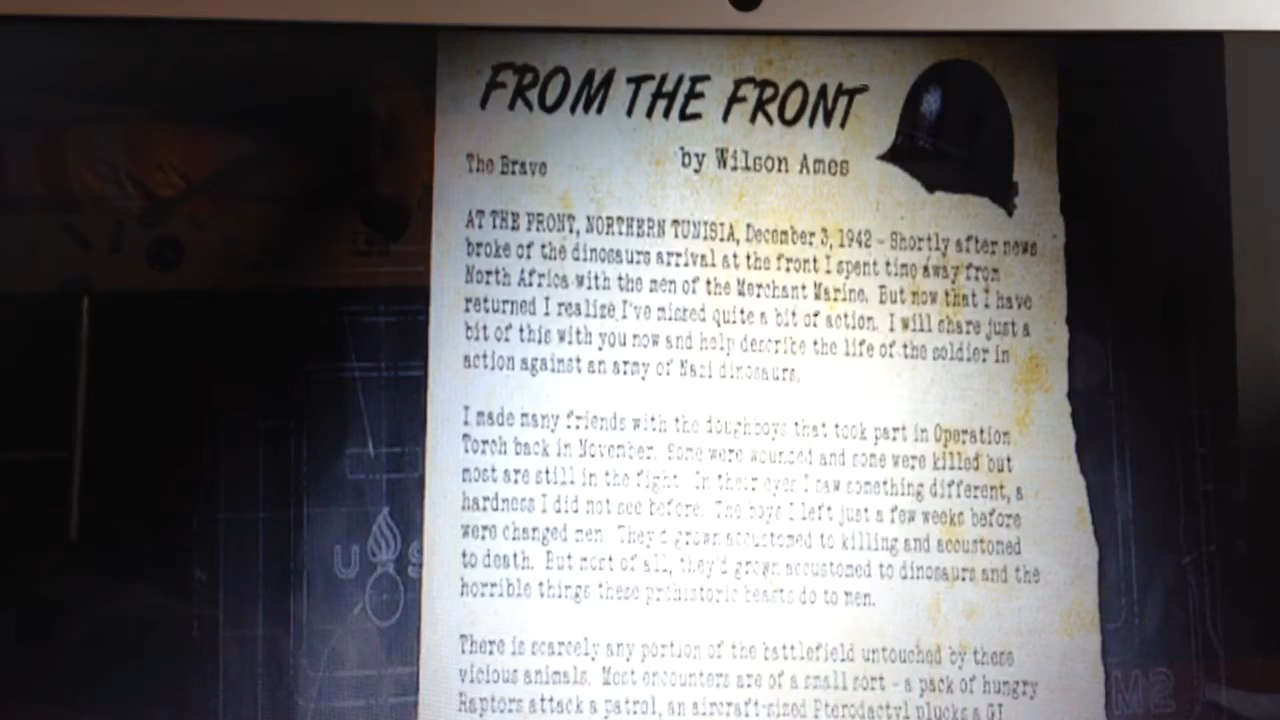 FROM THE FRONT
by Wilson Ames
The Brave
AT THE FRONT, NORTHERN TUNISIA, December 3, 1942 - Shortly after news
broke of the dinosaurs arrival at the front I spent time away from
North Africa with the men of the Merchant Marine. But now that I have
returned I realize I've missed quite a bit of action. I will share just a
bit of this with you now and help describe the life of the soldier in
action against an army of Nazi dinosaurs.
I made many friends with the doughboys that took part in Operation
Torch back in November. Some were wounded and some were killed but
most are still in the fight. In their eyes I saw something different, a
hardness I did not see before. The boys I left just a few weeks before
were changed men. They'd grown accustomed to killing and accustomed
to death. But most of all, they'd grown accustomed to dinosaurs and the
horrible things these prehistoric beasts do to men.
There is scarcely any portion of the battlefield untouched by these
vicious animals. Most encounters are of a small sort - a pack of hungry
Raptors attack a patrol, an aircraft-sized Pterodactyl plucks a GI
U S
M2